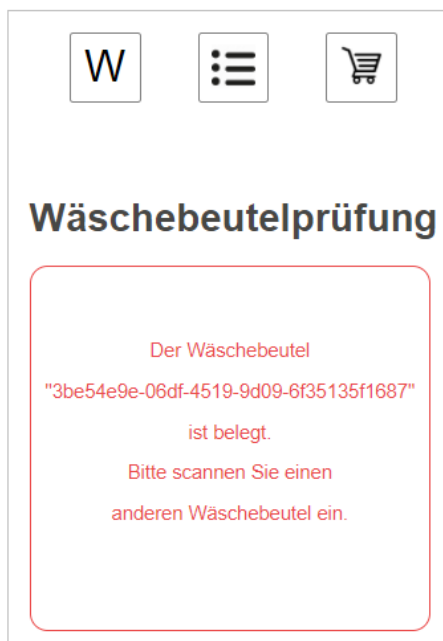 W
Wäschebeutelprüfung
Der Wäschebeutel
"3be54e9e-06df-4519-9d09-6f35135f1687"
ist belegt.
Bitte scannen Sie einen
anderen Wäschebeutel ein.